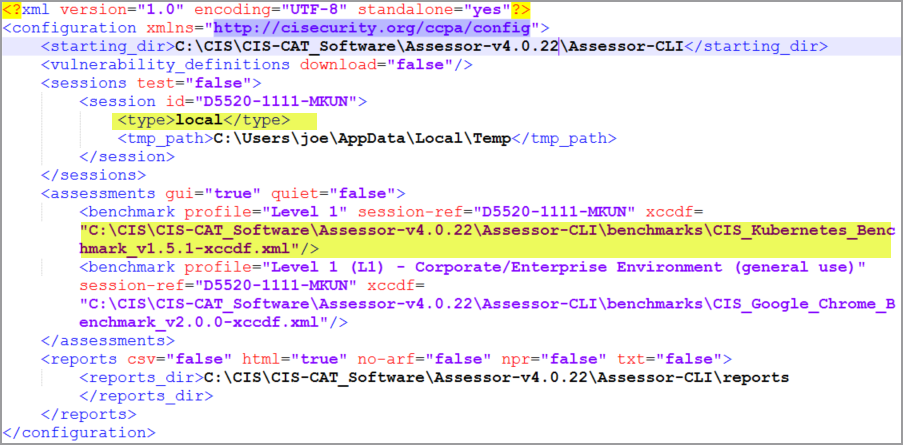 <?xml version="1.0" encoding="UTF-8" standalone="yes"?>
<configuration xmlns="http://cisecurity.org/ccpa/config">
<starting_dir>C:\CIS\CIS-CAT_Software\Assessor-v4.0.22\Assessor-CLI</starting_dir>
<vulnerability_definitions download="false"/>
<sessions test="false">
<session id="D5520-1111-MKUN">
<type>local</type>
<tmp_path>C:\Users\joe\AppData\Local\Temp</tmp_path>
</session>
</sessions>
<assessments gui="true" quiet="false">
<benchmark profile="Level 1" session-ref="D5520-1111-MKUN" xccdf=
"C:\CIS\CIS-CAT_Software\Assessor-v4.0.22\Assessor-CLI\benchmarks\CIS_Kubernetes_Benc
hmark_v1.5.1-xccdf.xml"/>
<benchmark profile="Level 1 (L1) - Corporate/Enterprise Environment (general use)"
session-ref="D5520-1111-MKUN" xccdf=
"C:\CIS\CIS-CAT_Software\Assessor-v4.0.22\Assessor-CLI\benchmarks\CIS_Google_Chrome_B
enchmark_v2.0.0-xccdf.xml"/>
</assessments>
<reports csv="false" html="true" no-arf="false" npr="false" txt="false">
<reports_dir>C:\CIS\CIS-CAT_Software\Assessor-v4.0.22\Assessor-CLI\reports
</reports_dir>
</reports>
</configuration>